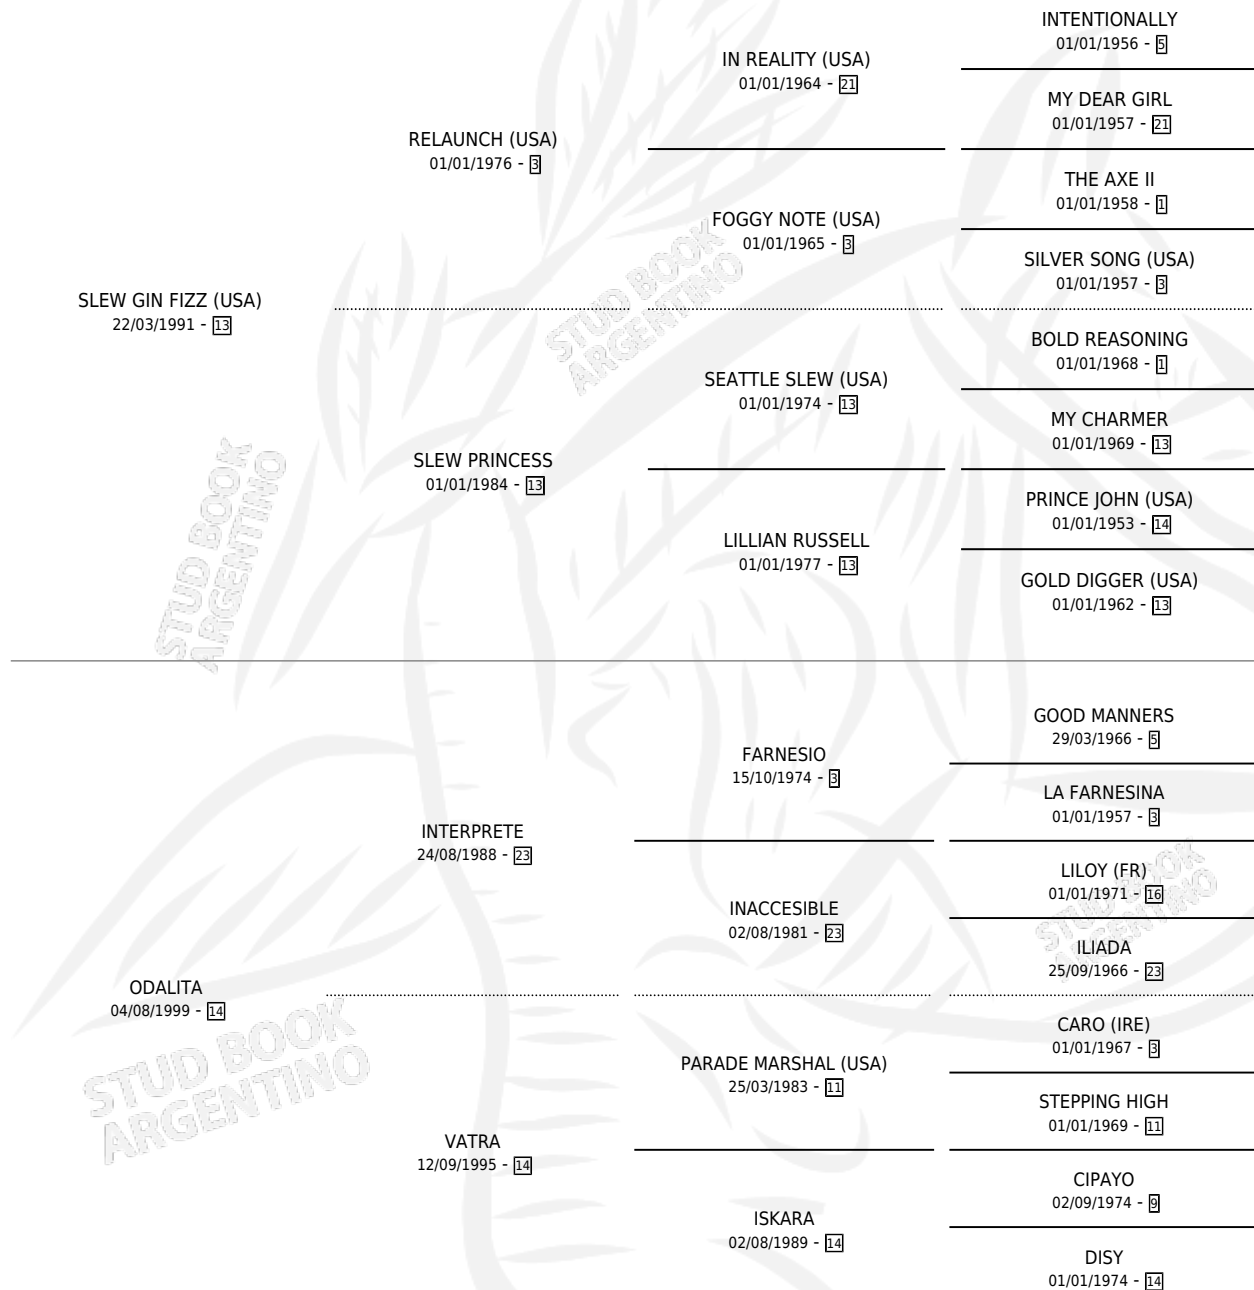 INTENTIONALLY
01/01/1956 - 5
IN REALITY (USA)
01/01/1964 - 21
MY DEAR GIRL
01/01/1957 - 21
RELAUNCH (USA)
01/01/1976 - 3
THE AXE II
01/01/1958 - 1
FOGGY NOTE (USA)
01/01/1965 - 3
SILVER SONG (USA)
01/01/1957 - 3
SLEW GIN FIZZ (USA)
22/03/1991 - 13
STUD BOOK
ARGENTINO
BOLD REASONING
01/01/1968 - 1
SEATTLE SLEW (USA)
01/01/1974 - 13
MY CHARMER
01/01/1969 - 13
SLEW PRINCESS
01/01/1984 - 13
PRINCE JOHN (USA)
01/01/1953 - 14
LILLIAN RUSSELL
01/01/1977 - 13
GOLD DIGGER (USA)
01/01/1962 - 13
STUD BOOK
ARGENTINO
GOOD MANNERS
29/03/1966 - 5
FARNESIO
15/10/1974 - 3
LA FARNESINA
01/01/1957 - 3
INTERPRETE
24/08/1988 - 23
LILOY (FR)
01/01/1971 - 16
INACCESIBLE
02/08/1981 - 23
STUD BOOK
ARGENTINO
ILIADA
25/09/1966 - 23
ODALITA
04/08/1999 - 14
STUD BOOK
ARGENTINO
CARO (IRE)
01/01/1967 - 3
PARADE MARSHAL (USA)
25/03/1983 - 11
STEPPING HIGH
01/01/1969 - 11
VATRA
12/09/1995 - 14
CIPAYO
02/09/1974 - 9
ISKARA
02/08/1989 - 14
DISY
01/01/1974 - 14